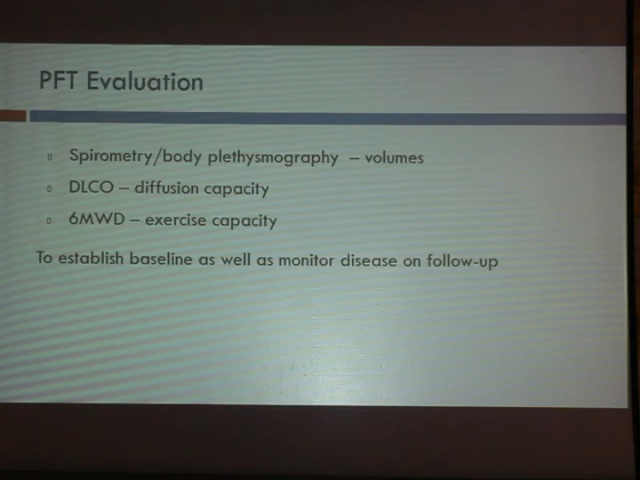 PFT Evaluation
Spirometry/body plethysmography – volumes
DLCO – diffusion capacity
6MWD – exercise capacity
To establish baseline as well as monitor disease on follow-up